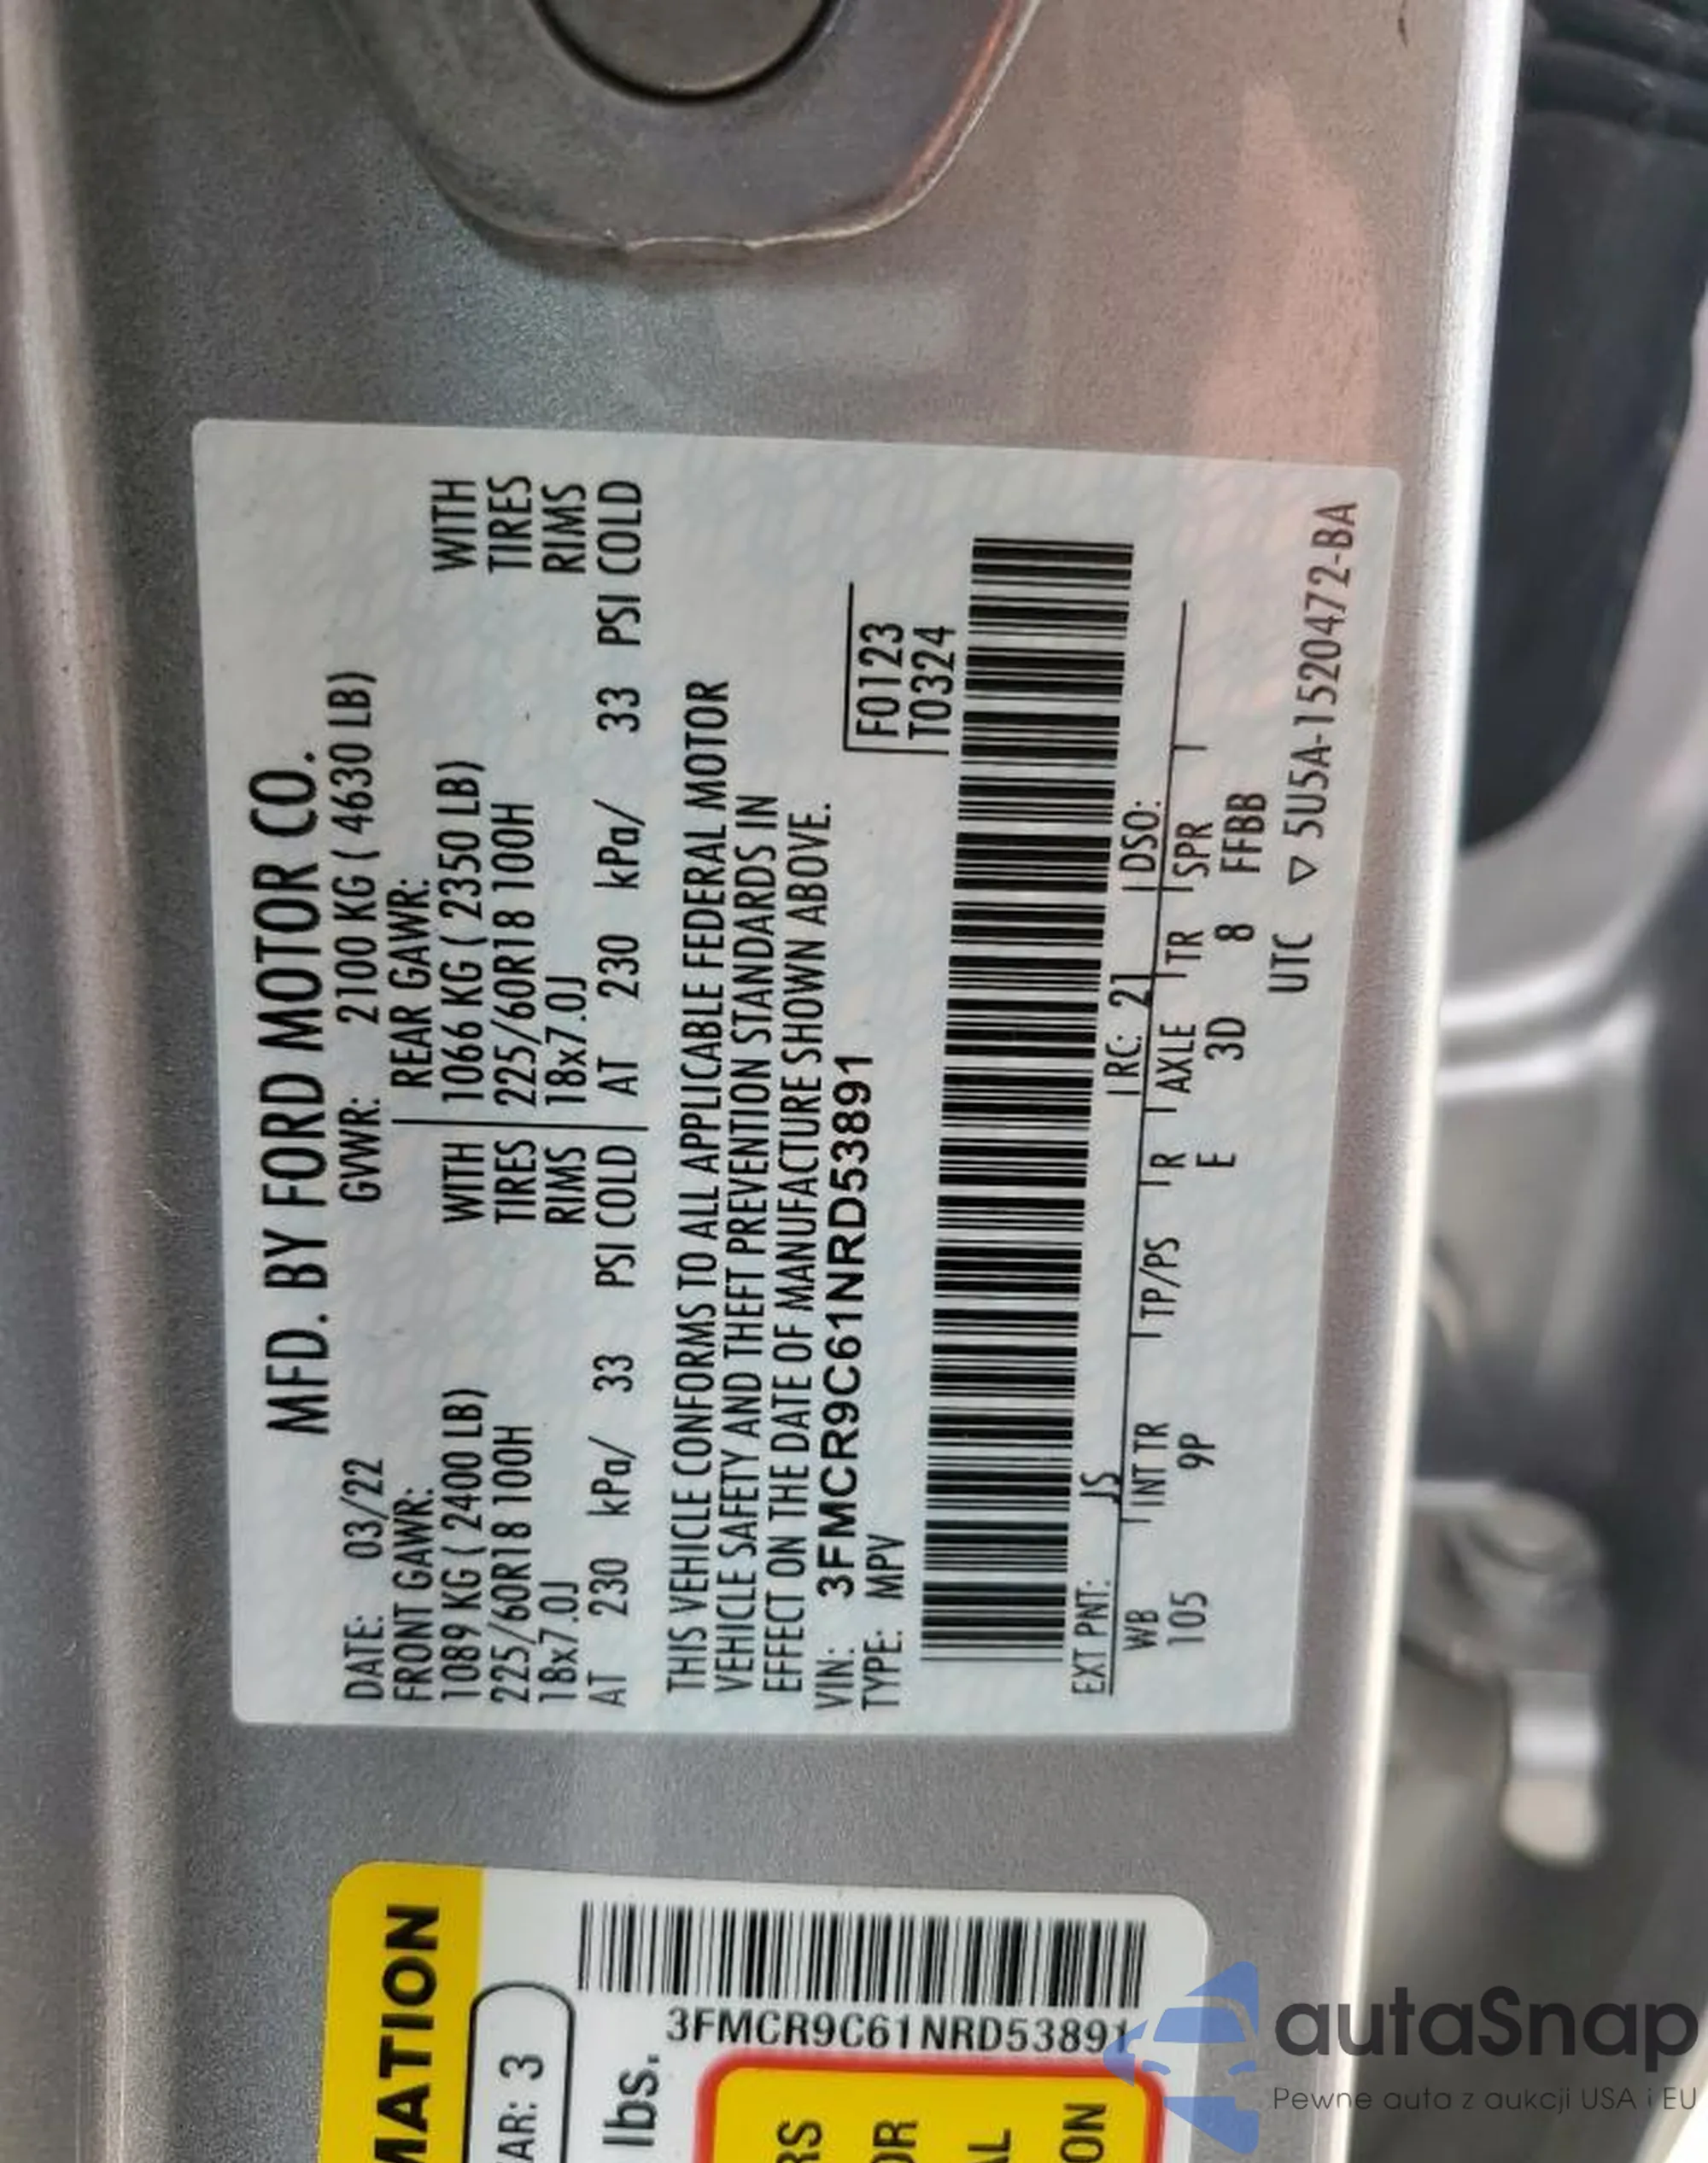 MFD. BY FORD MOTOR CO.
DATE: 03/22 GVWR: 2100 KG ( 4630 LB)
FRONT GAWR: REAR GAWR:
1089 KG ( 2400 LB) WITH 1066 KG ( 2350 LB) WITH
225/60R18 100H TIRES 225/60R18 100H TIRES
18x7.0J RIMS 18x7.0J RIMS
AT 230 kPa/ 33 PSI COLD AT 230 kPa/ 33 PSI COLD
THIS VEHICLE CONFORMS TO ALL APPLICABLE FEDERAL MOTOR
VEHICLE SAFETY AND THEFT PREVENTION STANDARDS IN
EFFECT ON THE DATE OF MANUFACTURE SHOWN ABOVE.
VIN: 3FMCR9C61NRD53891
TYPE: MPV
F0123
T0324
EXT PNT: JS RC: 21 DSO:
WB INT TR TP/PS R AXLE TR SPR
105 9P E 3D 8 FFBB
UTC ▽ 5U5A-1520472-BA
MATION
AR: 3
lbs.
3FMCR9C61NRD53891
RS
OR
AL
ON
autaSnap
Pewne auta z aukcji USA i EU